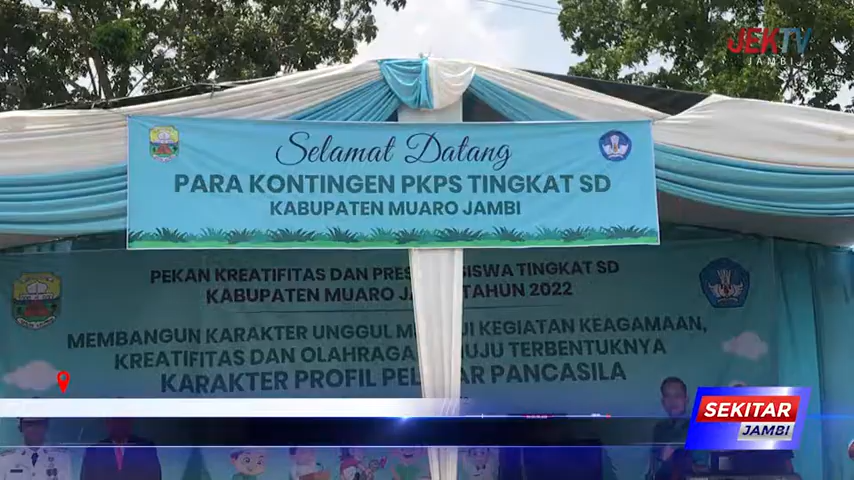 JEKTV
JAMBI
Selamat Datang
PARA KONTINGEN PKPS TINGKAT SD
KABUPATEN MUARO JAMBI
PEKAN KREATIFITAS DAN PRES SISWA TINGKAT SD
KABUPATEN MUARO JA TAHUN 2022
MEMBANGUN KARAKTER UNGGUL M UI KEGIATAN KEAGAMAAN,
KREATIFITAS DAN OLAHRAGA UJU TERBENTUKNYA
KARAKTER PROFIL PEL AR PANCASILA
SEKITAR
JAMBI